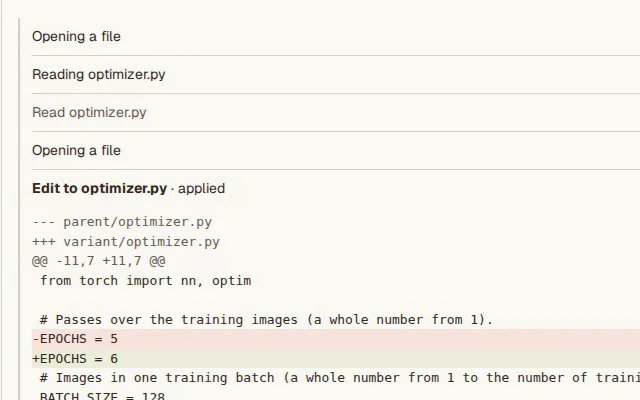 Opening a file
Reading optimizer.py
Read optimizer.py
Opening a file
Edit to optimizer.py · applied
--- parent/optimizer.py
+++ variant/optimizer.py
@@ -11,7 +11,7 @@
 from torch import nn, optim
 # Passes over the training images (a whole number from 1).
-EPOCHS = 5
+EPOCHS = 6
 # Images in one training batch (a whole number from 1 to the number of traini
 BATCH_SIZE = 128